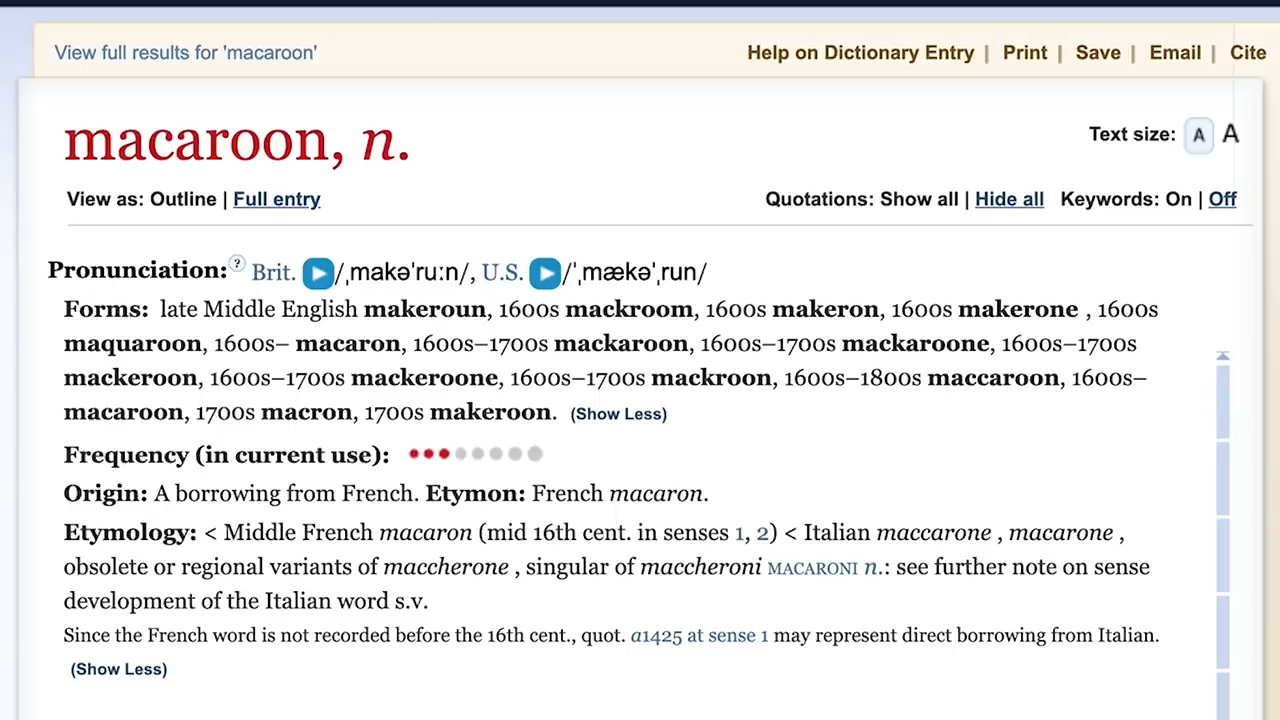 View full results for 'macaroon'
Help on Dictionary Entry | Print | Save | Email | Cite
macaroon, n.
Text size: A A
View as: Outline | Full entry
Quotations: Show all | Hide all Keywords: On | Off
Pronunciation: ? Brit. /ˌmakəˈruːn/, U.S. /ˈˌmækəˈˌrun/
Forms: late Middle English makeroun, 1600s mackroom, 1600s makeron, 1600s makerone , 1600s
maquaroon, 1600s– macaron, 1600s–1700s mackaroon, 1600s–1700s mackaroone, 1600s–1700s
mackeroon, 1600s–1700s mackeroone, 1600s–1700s mackroon, 1600s–1800s maccaroon, 1600s–
macaroon, 1700s macron, 1700s makeroon. (Show Less)
Frequency (in current use):
Origin: A borrowing from French. Etymon: French macaron.
Etymology: < Middle French macaron (mid 16th cent. in senses 1, 2) < Italian maccarone , macarone ,
obsolete or regional variants of maccherone , singular of maccheroni MACARONI n.: see further note on sense
development of the Italian word s.v.
Since the French word is not recorded before the 16th cent., quot. a1425 at sense 1 may represent direct borrowing from Italian.
(Show Less)